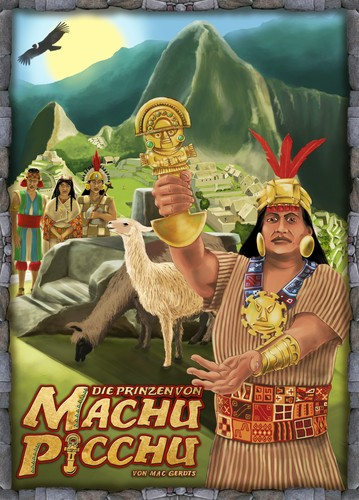 DIE PRINZEN VON
MACHU
PICCHU
VON MAC GERDTS